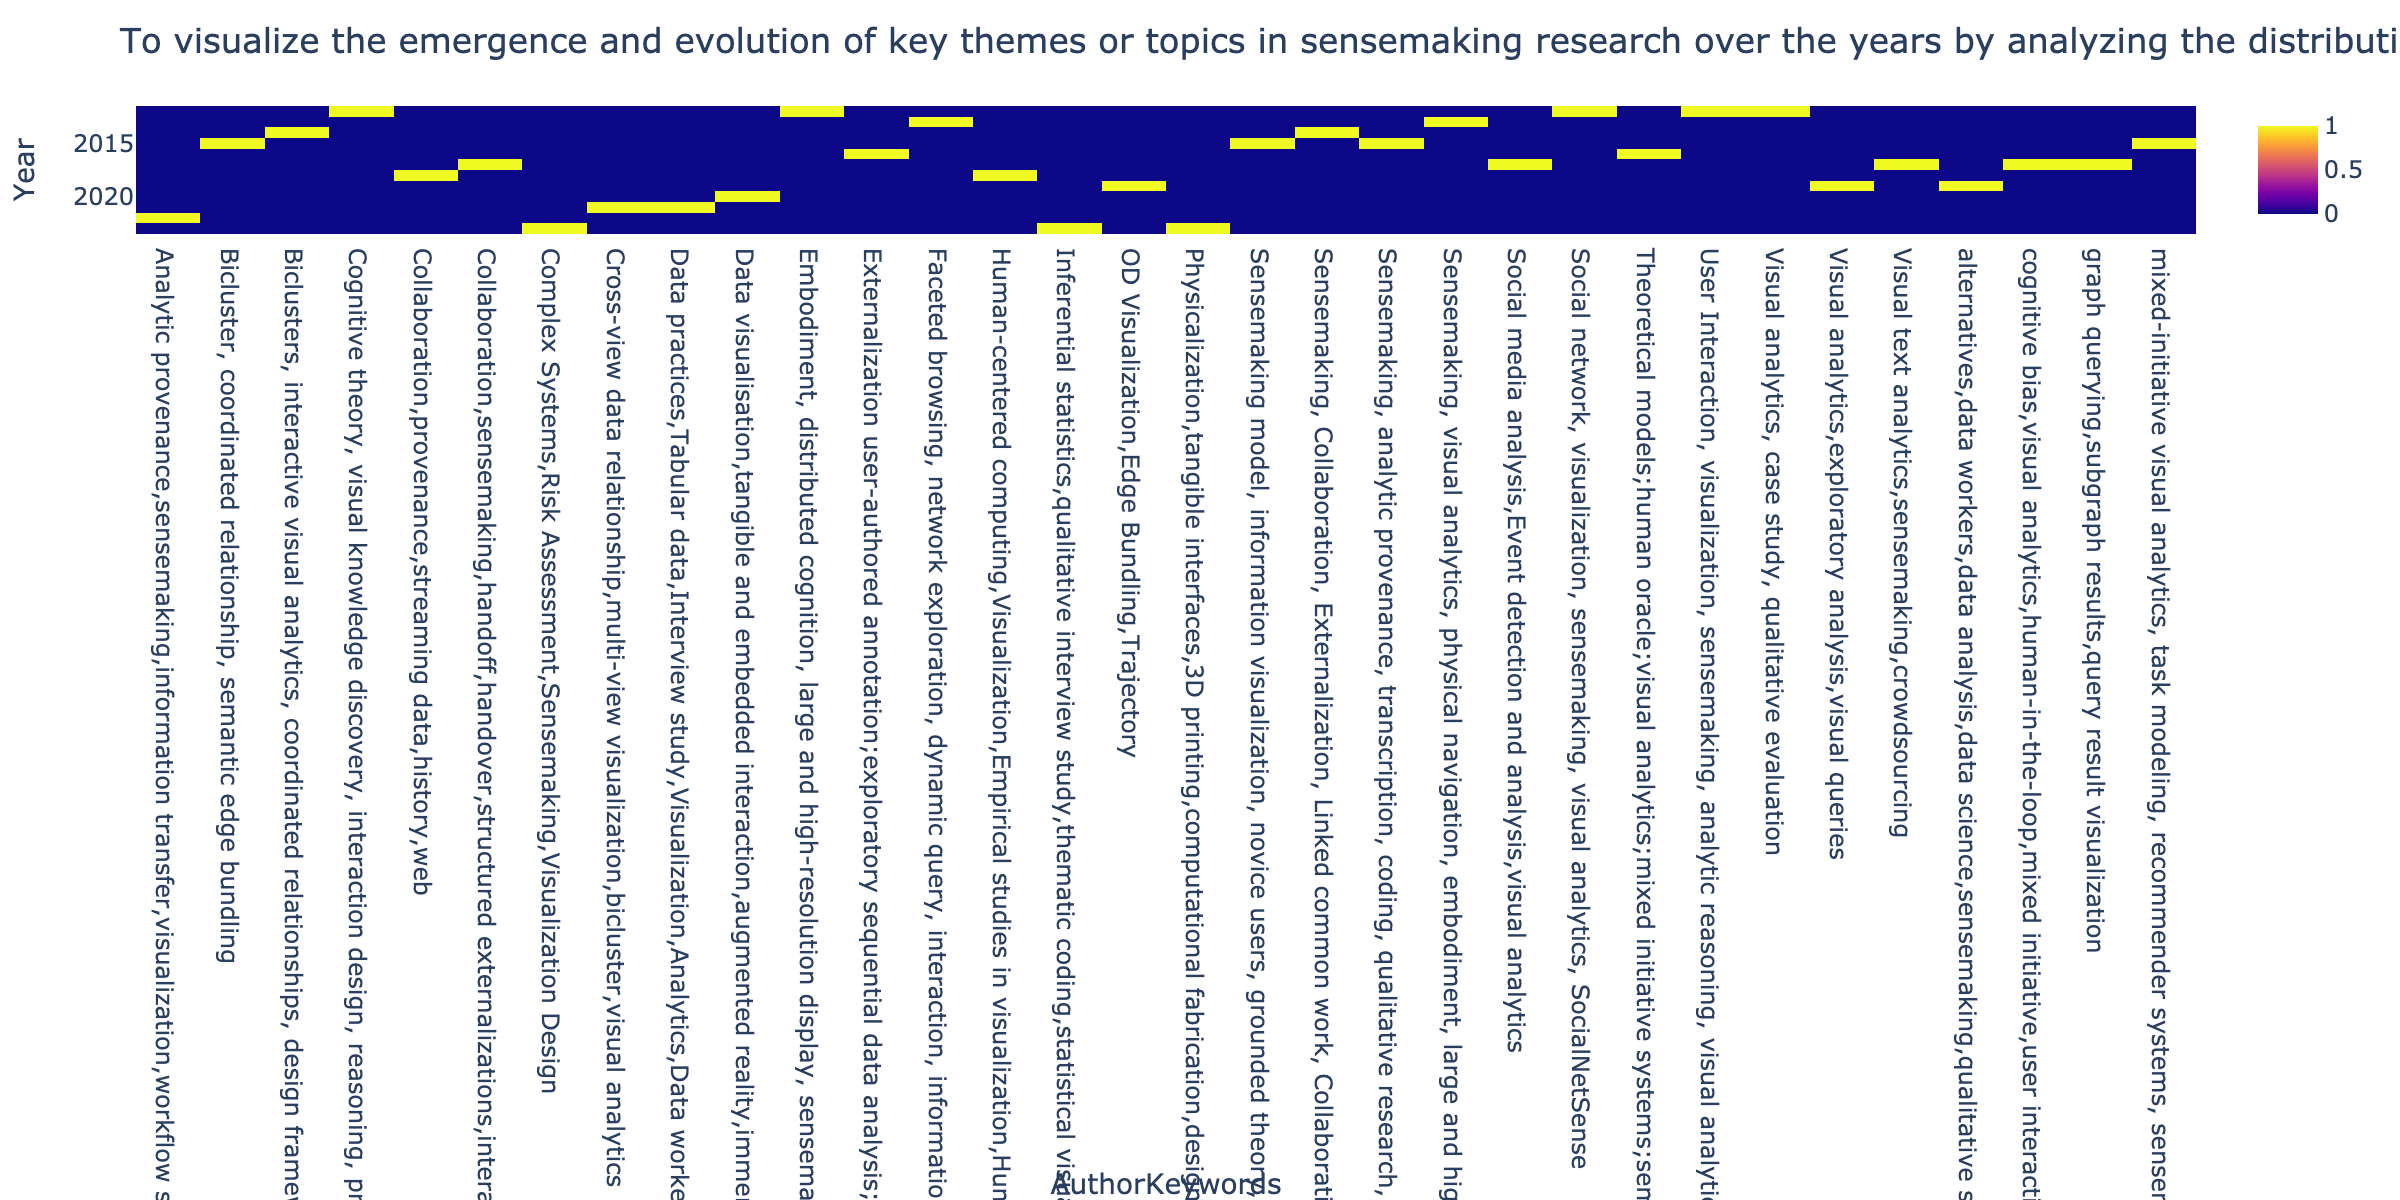 To visualize the emergence and evolution of key themes or topics in sensemaking research over the years by analyzing the distributi
Year
2015
2020
1
0.5
0
Analytic provenance,sensemaking,information transfer,visualization,workflow s
Bicluster, coordinated relationship, semantic edge bundling
Biclusters, interactive visual analytics, coordinated relationships, design frame
Cognitive theory, visual knowledge discovery, interaction design, reasoning, pr
Collaboration,provenance,streaming data,history,web
Collaboration,sensemaking,handoff,handover,structured externalizations,intera
Complex Systems,Risk Assessment,Sensemaking,Visualization Design
Cross-view data relationship,multi-view visualization,bicluster,visual analytics
Data practices,Tabular data,Interview study,Visualization,Analytics,Data worke
Data visualisation,tangible and embedded interaction,augmented reality,imme
Embodiment, distributed cognition, large and high-resolution display, sensema
Externalization user-authored annotation;exploratory sequential data analysis;
Faceted browsing, network exploration, dynamic query, interaction, informatio
Human-centered computing,Visualization,Empirical studies in visualization,Hum
Inferential statistics,qualitative interview study,thematic coding,statistical visu
OD Visualization,Edge Bundling,Trajectory
Physicalization,tangible interfaces,3D printing,computational fabrication,design
Sensemaking model, information visualization, novice users, grounded theory,
Sensemaking, Collaboration, Externalization, Linked common work, Collaborati
Sensemaking, analytic provenance, transcription, coding, qualitative research,
Sensemaking, visual analytics, physical navigation, embodiment, large and hig
Social media analysis,Event detection and analysis,visual analytics
Social network, visualization, sensemaking, visual analytics, SocialNetSense
Theoretical models;human oracle;visual analytics;mixed initiative systems;sem
User Interaction, visualization, sensemaking, analytic reasoning, visual analytic
Visual analytics, case study, qualitative evaluation
Visual analytics,exploratory analysis,visual queries
Visual text analytics,sensemaking,crowdsourcing
alternatives,data workers,data analysis,data science,sensemaking,qualitative s
cognitive bias,visual analytics,human-in-the-loop,mixed initiative,user interacti
graph querying,subgraph results,query result visualization
mixed-initiative visual analytics, task modeling, recommender systems, sensem
AuthorKeywords